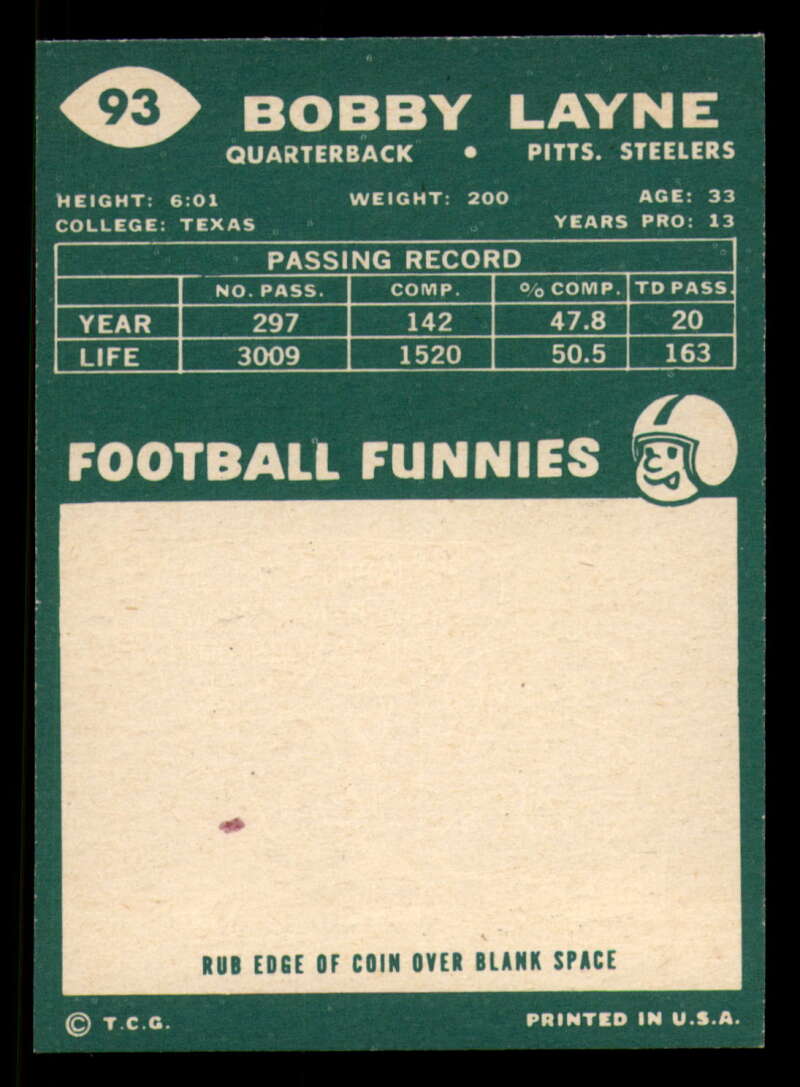 93 BOBBY LAYNE
QUARTERBACK • PITTS. STEELERS
HEIGHT: 6:01 WEIGHT: 200 AGE: 33
COLLEGE: TEXAS YEARS PRO: 13
PASSING RECORD
NO. PASS. COMP. % COMP. TD PASS.
YEAR 297 142 47.8 20
LIFE 3009 1520 50.5 163
FOOTBALL FUNNIES
RUB EDGE OF COIN OVER BLANK SPACE
© T.C.G. PRINTED IN U.S.A.